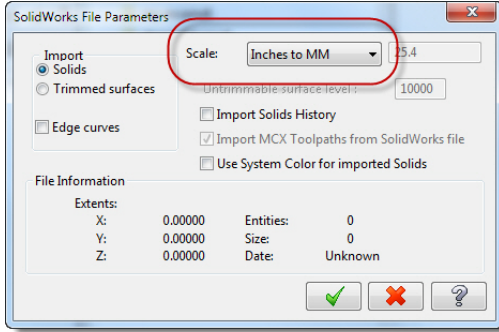 SolidWorks File Parameters
Import
Solids
Trimmed surfaces
Edge curves
Scale: Inches to MM 25.4
Untrimmable surface level : 10000
Import Solids History
Import MCX Toolpaths from SolidWorks file
Use System Color for imported Solids
File Information
Extents:
X: 0.00000 Entities: 0
Y: 0.00000 Size: 0
Z: 0.00000 Date: Unknown